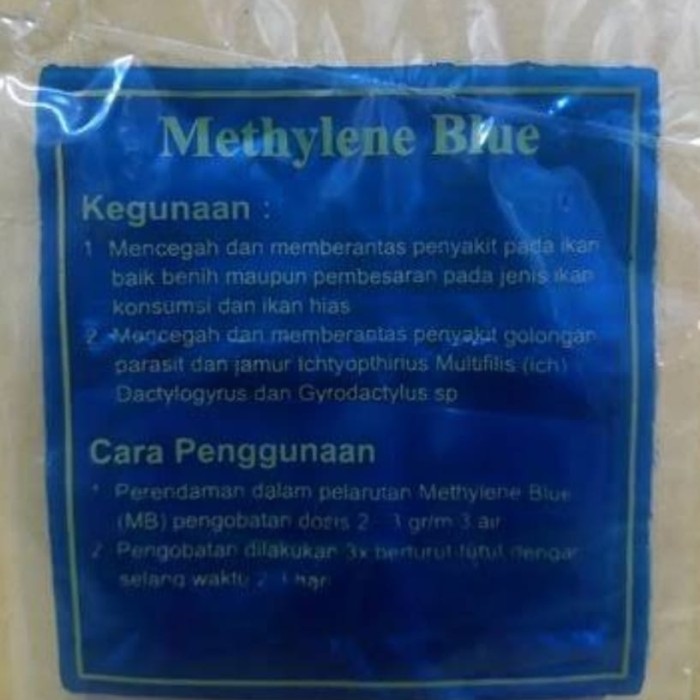 Methylene Blue
Kegunaan :
1 Mencegah dan memberantas penyakit pada ikan
baik benih maupun pembesaran pada jenis ikan
konsumsi dan ikan hias
2 Mencegah dan memberantas penyakit golongan
parasit dan jamur Ichtyopthirius Multifilis (ich)
Dactylogyrus dan Gyrodactylus sp
Cara Penggunaan
Perendaman dalam pelarutan Methylene Blue
(MB) pengobatan dosis 2 - 3 gr/m 3 air
2 Pengobatan dilakukan 3x berturut-turut dengan
selang waktu 2 hari